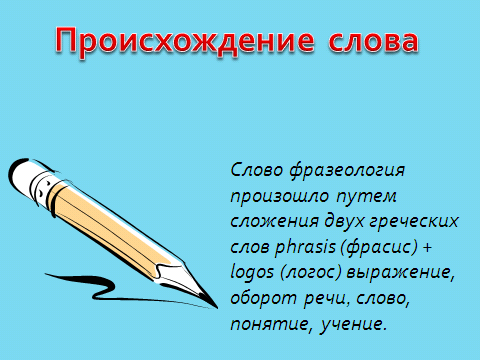 Происхождение слова
Слово фразеология
произошло путем
сложения двух греческих
слов phrasis (фрасис) +
logos (логос) выражение,
оборот речи, слово,
понятие, учение.